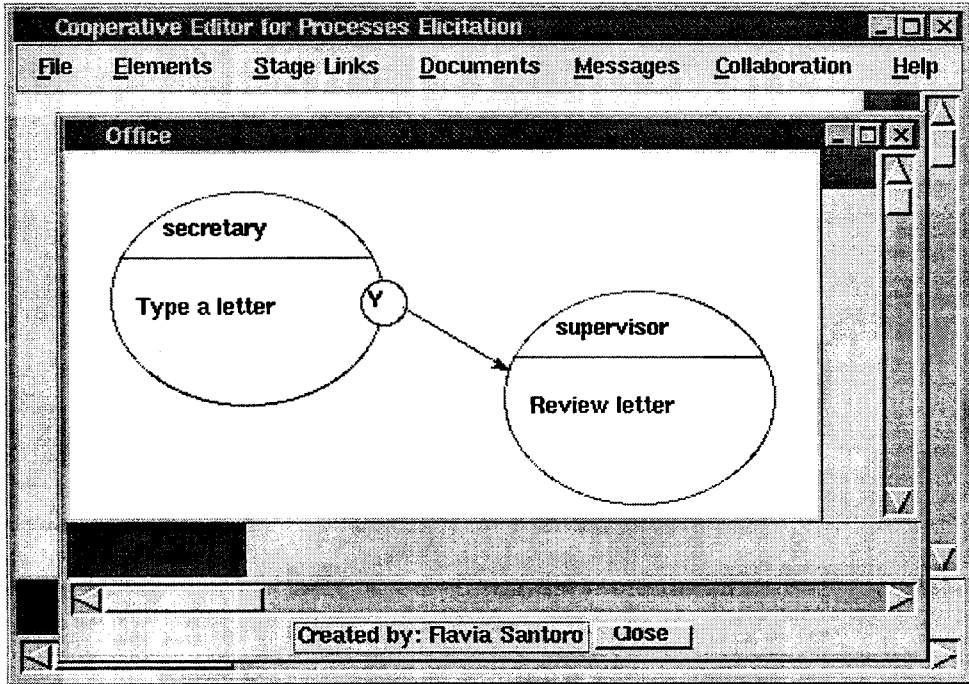 Cooperative Editor for Processes Elicitation
File Elements Stage Links Documents Messages Collaboration Help
Office
secretary
Type a letter
Y
supervisor
Review letter
Created by: Flavia Santoro Close